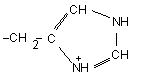 CH NH
–CH₂–C
CH
NH
+